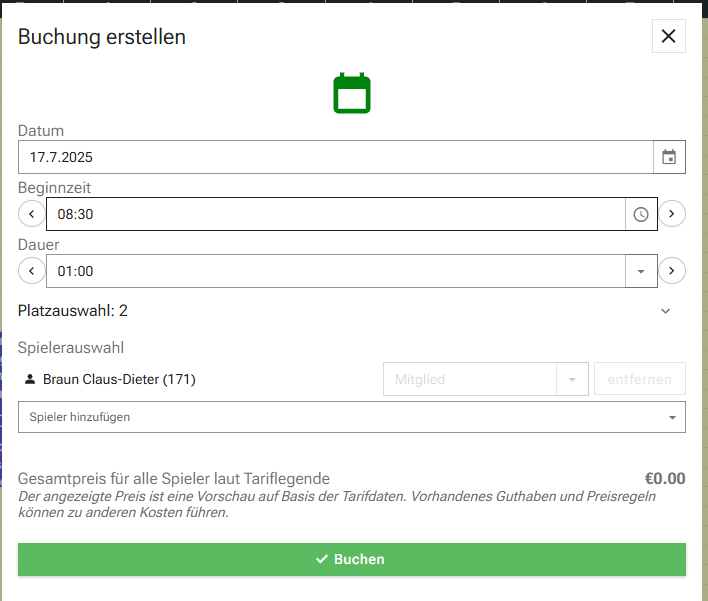 Buchung erstellen
Datum
17.7.2025
Beginnzeit
08:30
Dauer
01:00
Platzauswahl: 2
Spielerauswahl
Braun Claus-Dieter (171)
Mitglied
entfernen
Spieler hinzufügen
Gesamtpreis für alle Spieler laut Tariflegende
€0.00
Der angezeigte Preis ist eine Vorschau auf Basis der Tarifdaten. Vorhandenes Guthaben und Preisregeln
können zu anderen Kosten führen.
Buchen